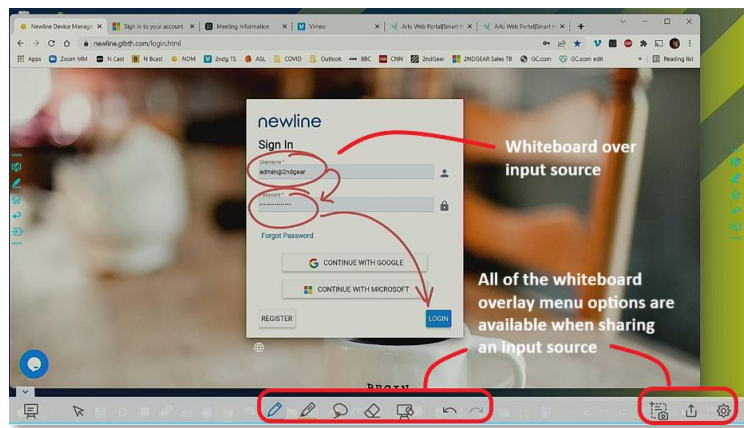 Newline Device Manage
Sign in to your account
Meeting Information
Vimeo
Arlo Web Portal|Smart H
Arlo Web Portal|Smart H
newline.glbth.com/login.html
Apps
Zoom MM
N Cast
N Bcast
NDM
2ndg TS
ASL
COVID
Outlook
BBC
CNN
2ndGear
2NDGEAR Sales TB
GC.com
GC.com edit
»
Reading list
newline
Sign In
Username *
admin@2ndgear
Password *
Forgot Password
CONTINUE WITH GOOGLE
CONTINUE WITH MICROSOFT
REGISTER
LOGIN
Whiteboard over
input source
All of the whiteboard
overlay menu options are
available when sharing
an input source
BEGIN